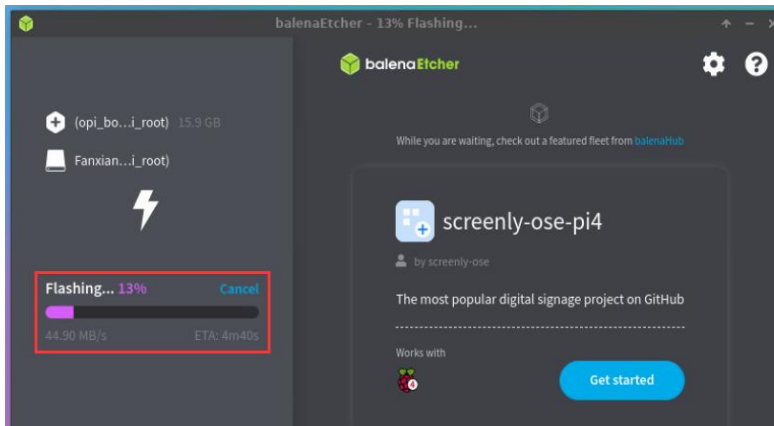 balenaEtcher - 13% Flashing...
balenaEtcher
(opi_bo...i_root) 15.9 GB
Fanxian...i_root)
While you are waiting, check out a featured fleet from balenaHub
screenly-ose-pi4
by screenly-ose
The most popular digital signage project on GitHub
Flashing... 13% Cancel
44.90 MB/s ETA: 4m40s
Works with
4
Get started